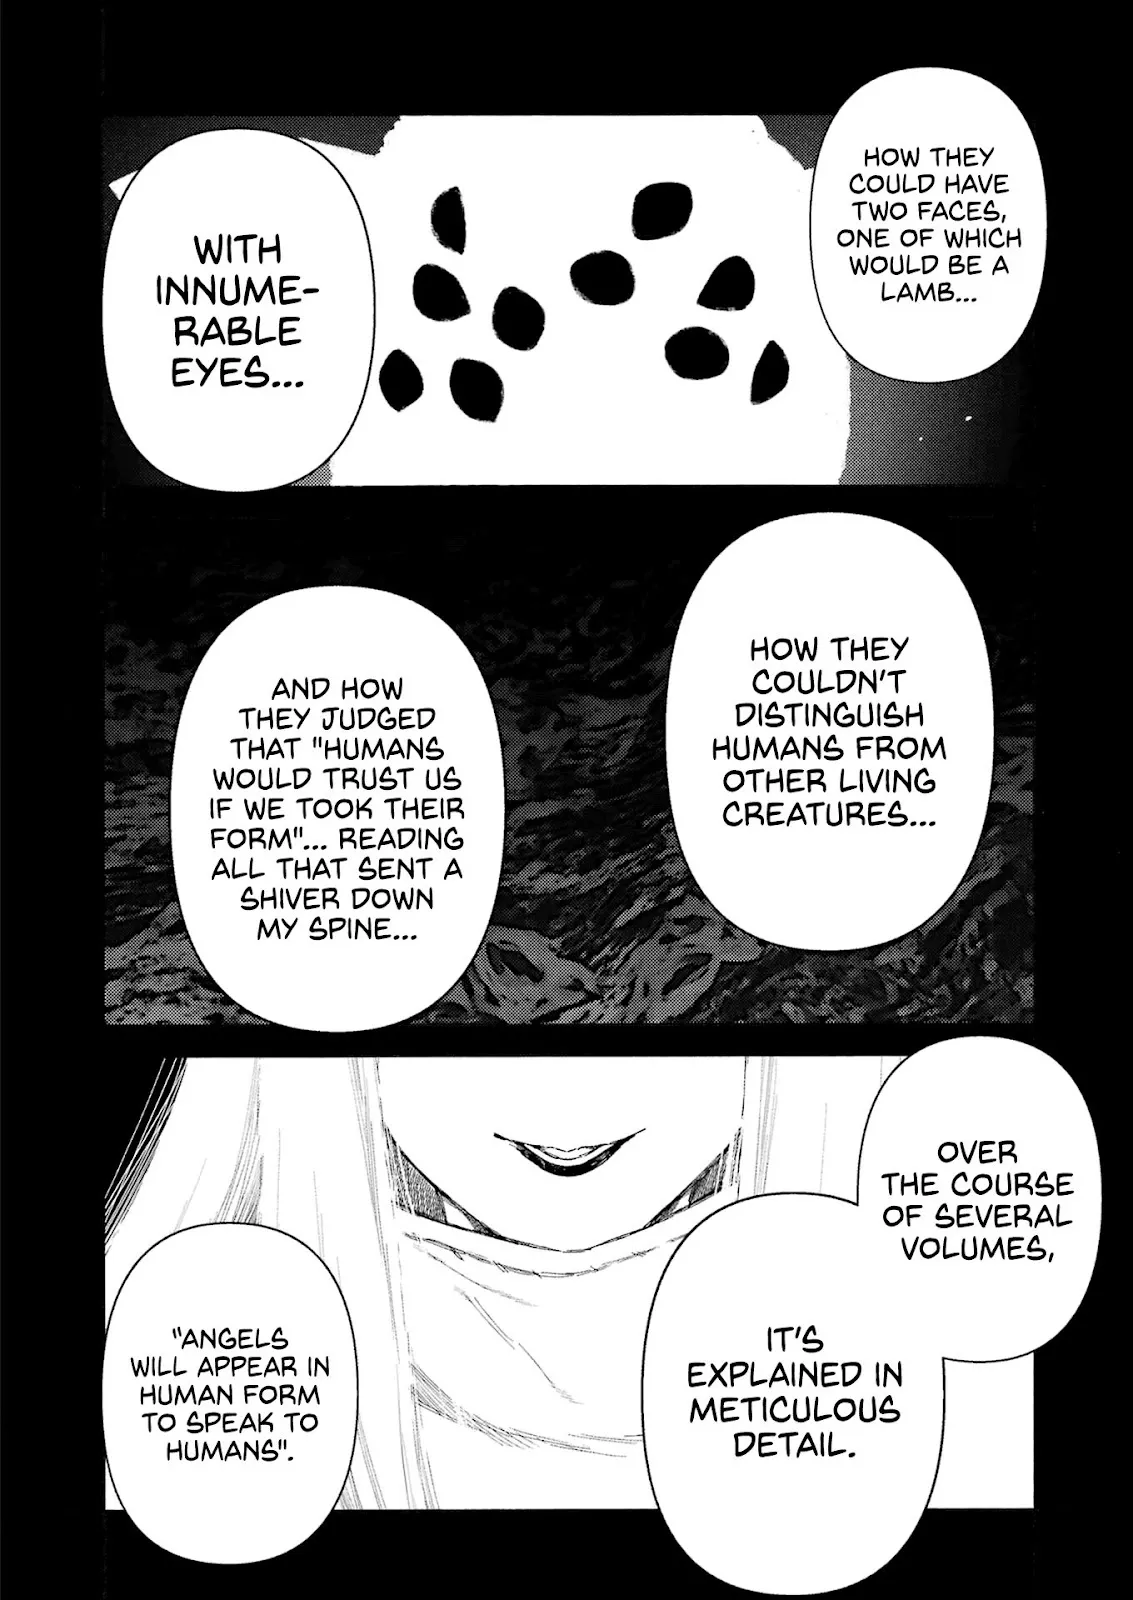 HOW THEY
COULD HAVE
TWO FACES,
ONE OF WHICH
WOULD BE A
LAMB...
WITH
INNUME-
RABLE
EYES...
HOW THEY
COULDN'T
DISTINGUISH
HUMANS FROM
OTHER LIVING
CREATURES...
AND HOW
THEY JUDGED
THAT "HUMANS
WOULD TRUST US
IF WE TOOK THEIR
FORM"... READING
ALL THAT SENT A
SHIVER DOWN
MY SPINE...
OVER
THE COURSE
OF SEVERAL
VOLUMES,
IT'S
EXPLAINED IN
METICULOUS
DETAIL.
"ANGELS
WILL APPEAR IN
HUMAN FORM
TO SPEAK TO
HUMANS".